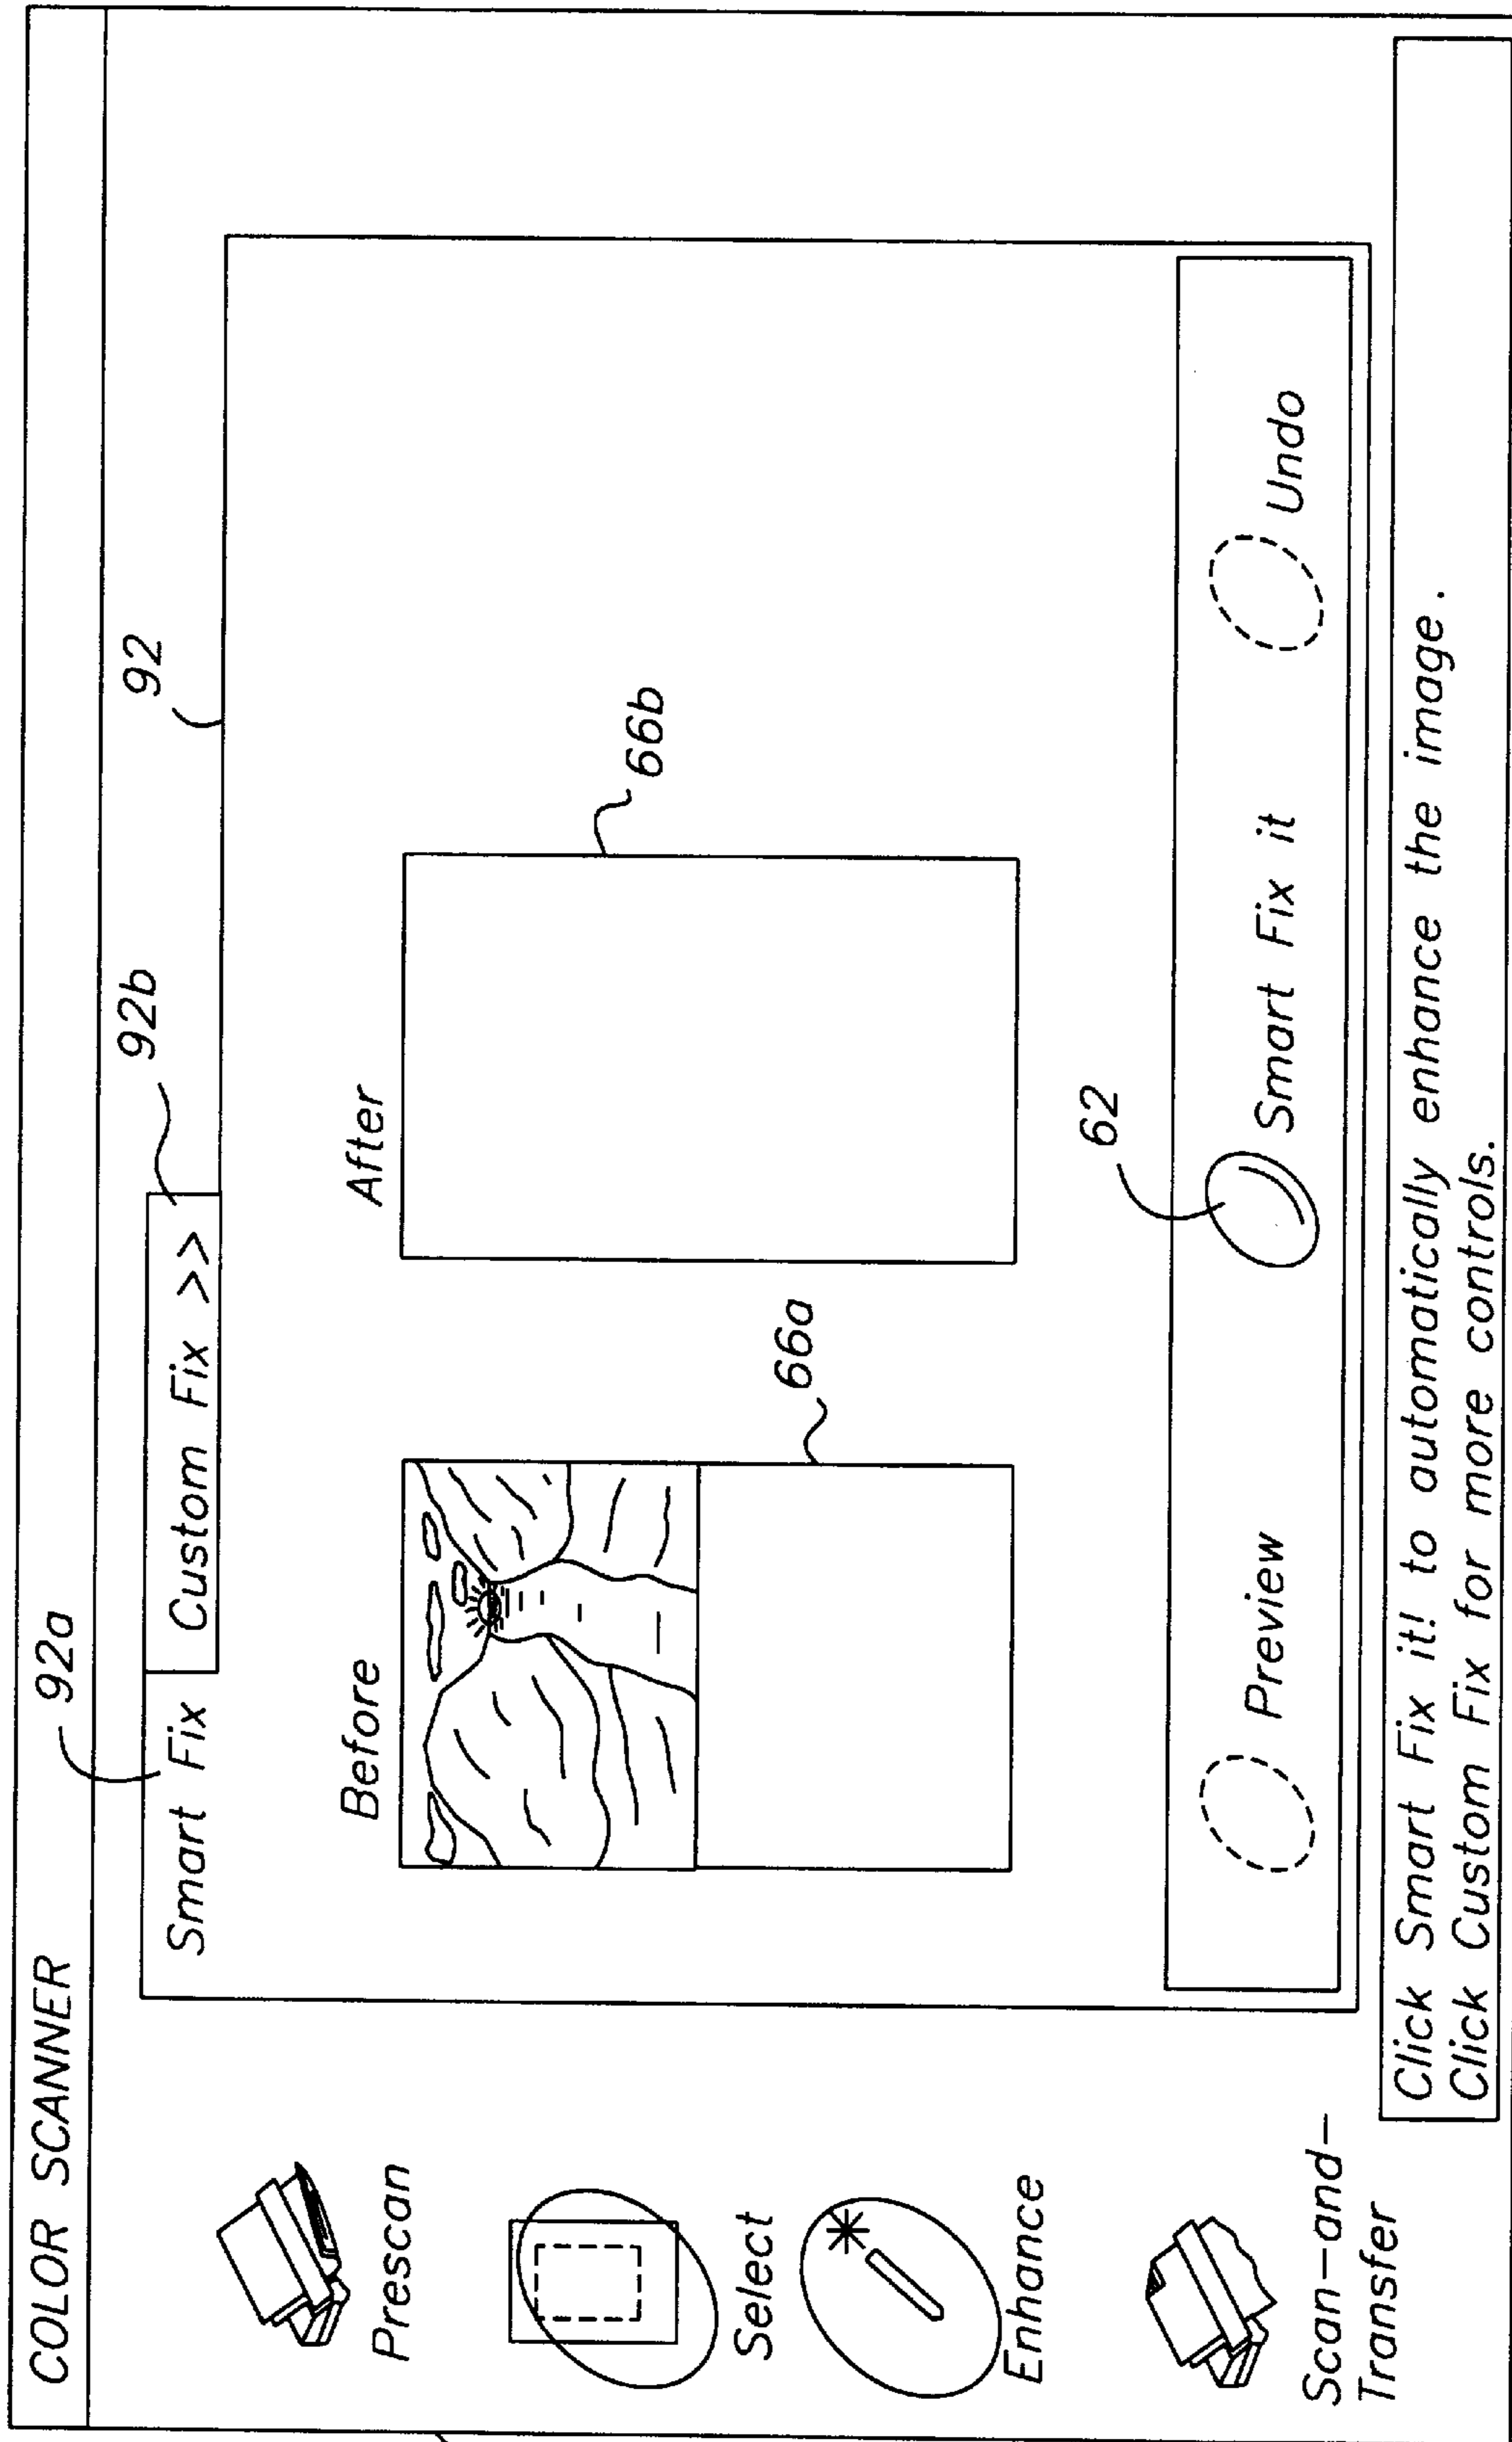 COLOR SCANNER
92a
92b
92
Smart Fix
Custom Fix >>
Prescan
Select
Enhance
Scan-and-
Transfer
Before
After
66a
66b
62
Preview
Smart Fix it
Undo
Click Smart Fix it! to automatically enhance the image.
Click Custom Fix for more controls.